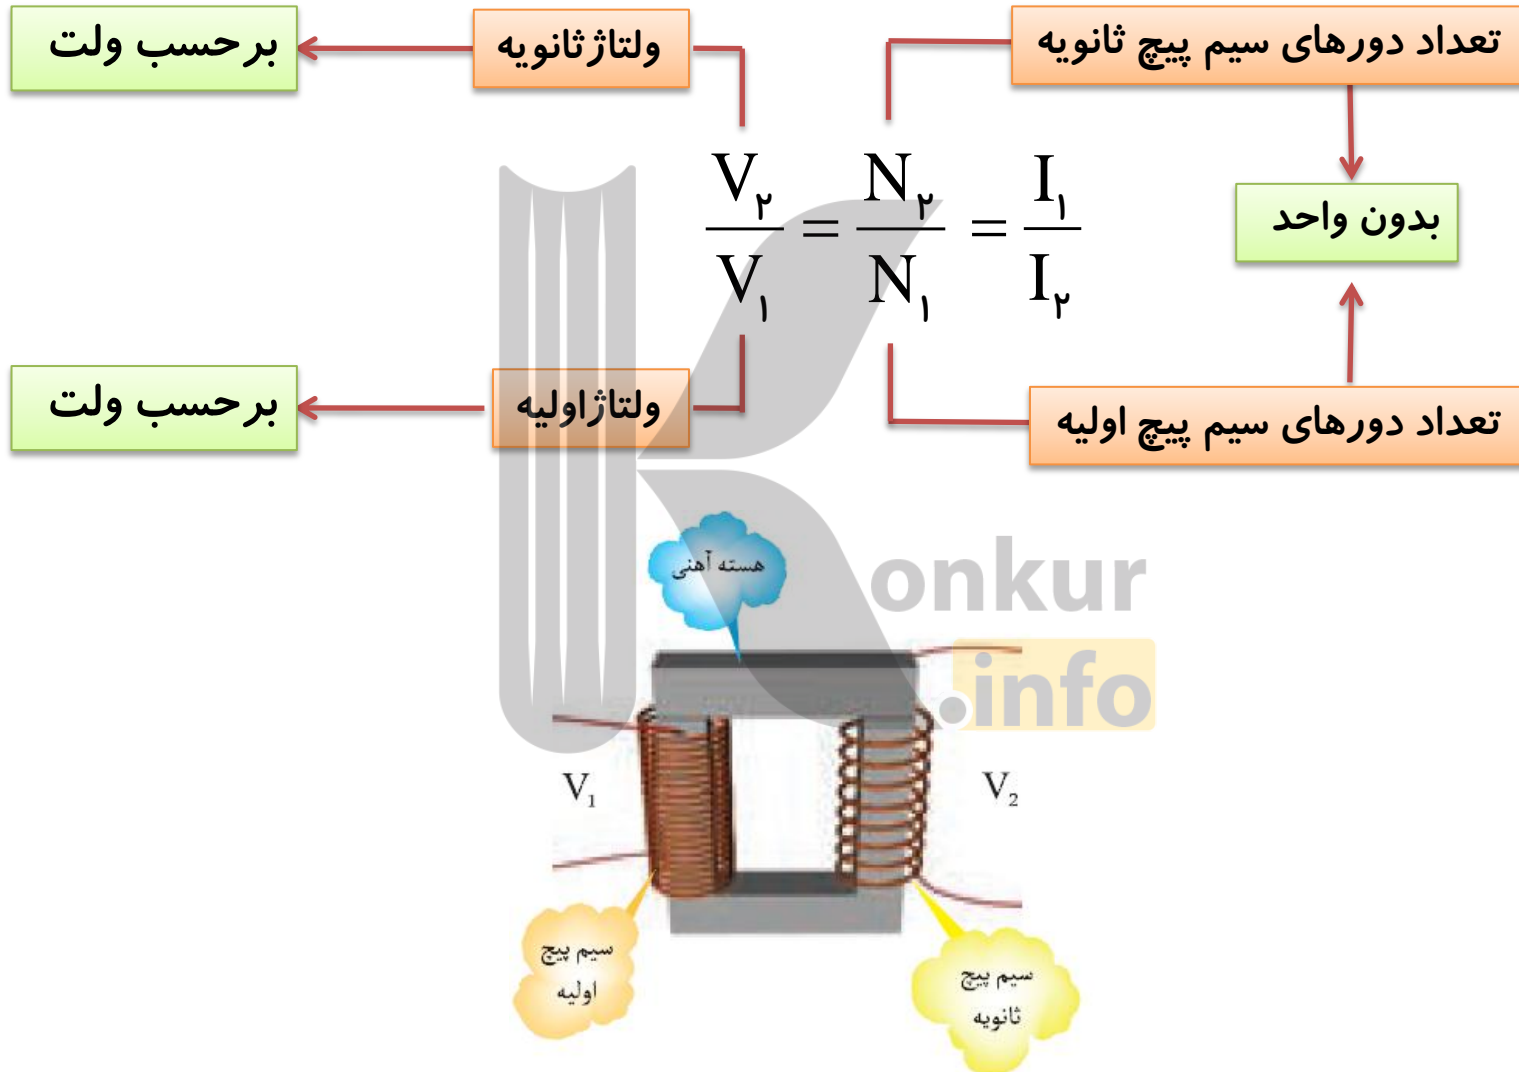 تعداد دورهای سیم پیچ ثانویه
ولتاژثانویه
برحسب ولت
V۲/V۱ = N۲/N۱ = I۱/I۲
بدون واحد
تعداد دورهای سیم پیچ اولیه
ولتاژاولیه
برحسب ولت
هسته آهنی
onkur
.info
V1
V2
سیم پیچ
اولیه
سیم پیچ
ثانویه